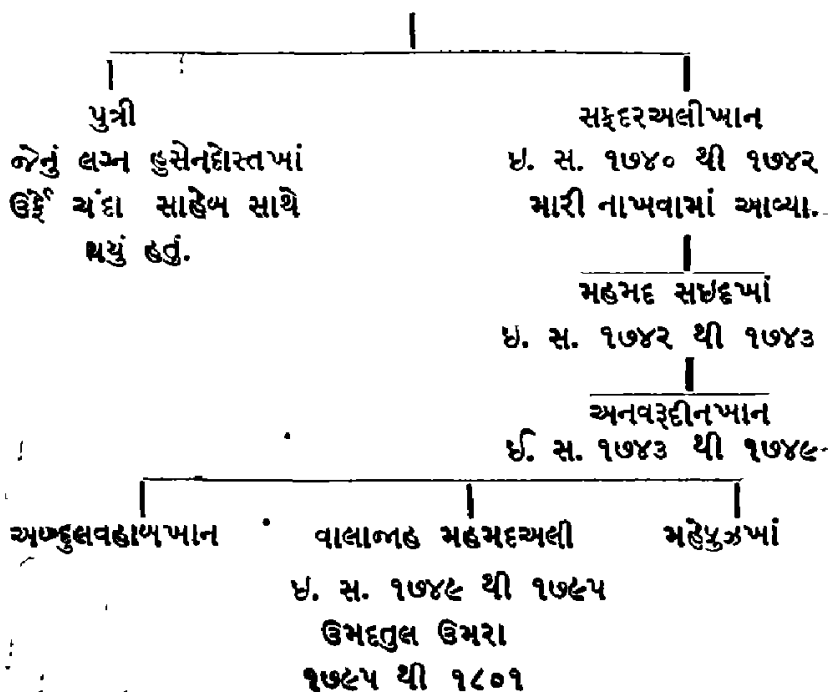 પુત્રી
જેનું લગ્ન હુસેનદોસ્તખાં
ઉર્ફે ચંદા સાહેબ સાથે
થયું હતું.
સફદરઅલીખાન
ઇ. સ. ૧૭૪૦ થી ૧૭૪૨
મારી નાખવામાં આવ્યા.
મહમદ સઇદખાં
ઇ. સ. ૧૭૪૨ થી ૧૭૪૩
અનવરૂદીનખાન
ઈ. સ. ૧૭૪૩ થી ૧૭૪૯
અબ્દુલવહાબખાન
વાલાજાહ મહમદઅલી
ઇ. સ. ૧૭૪૯ થી ૧૭૯૫
ઉમદતુલ ઉમરા
૧૭૯૫ થી ૧૮૦૧
મહેફુઝખાં